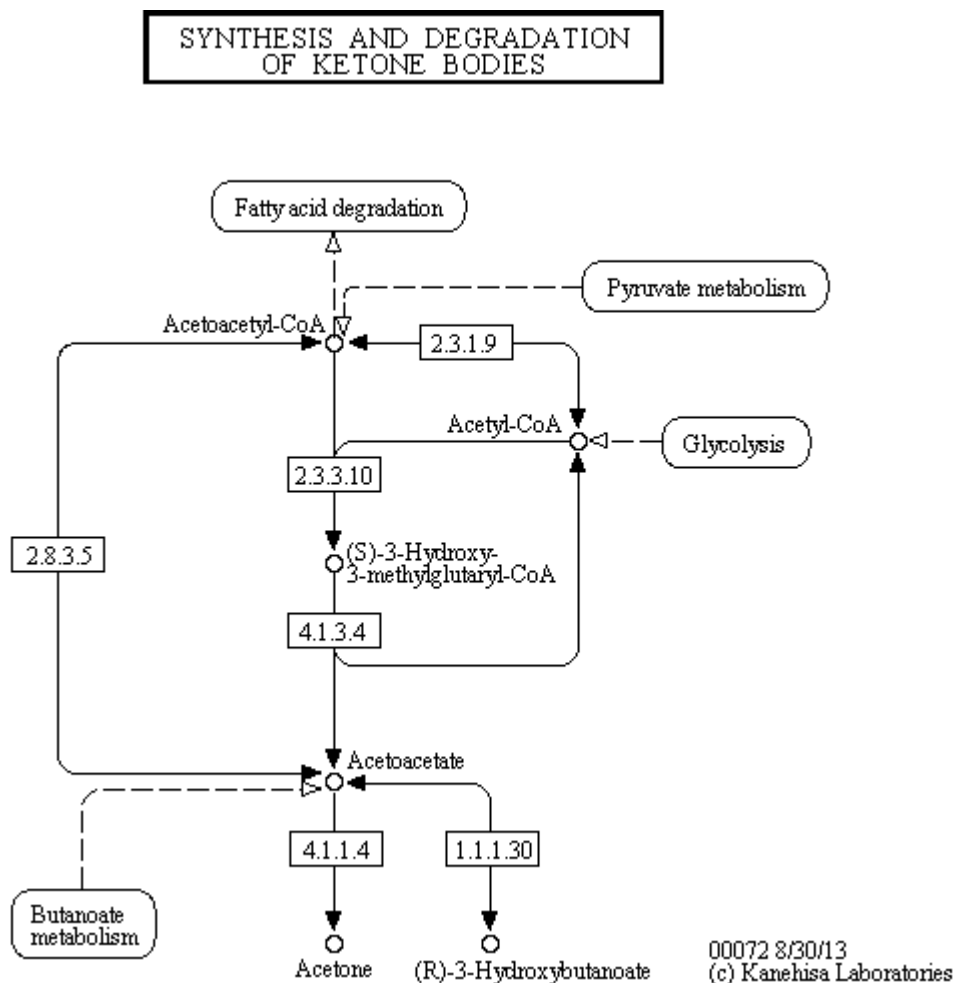 SYNTHESIS AND DEGRADATION
OF KETONE BODIES
Fatty acid degradation
Pyruvate metabolism
Acetoacetyl-CoA
2.3.1.9
Acetyl-CoA
Glycolysis
2.3.3.10
2.8.3.5
(S)-3-Hydroxy-
3-methylglutaryl-CoA
4.1.3.4
Acetoacetate
4.1.1.4
1.1.1.30
Butanoate
metabolism
Acetone
(R)-3-Hydroxybutanoate
00072 8/30/13
(c) Kanehisa Laboratories